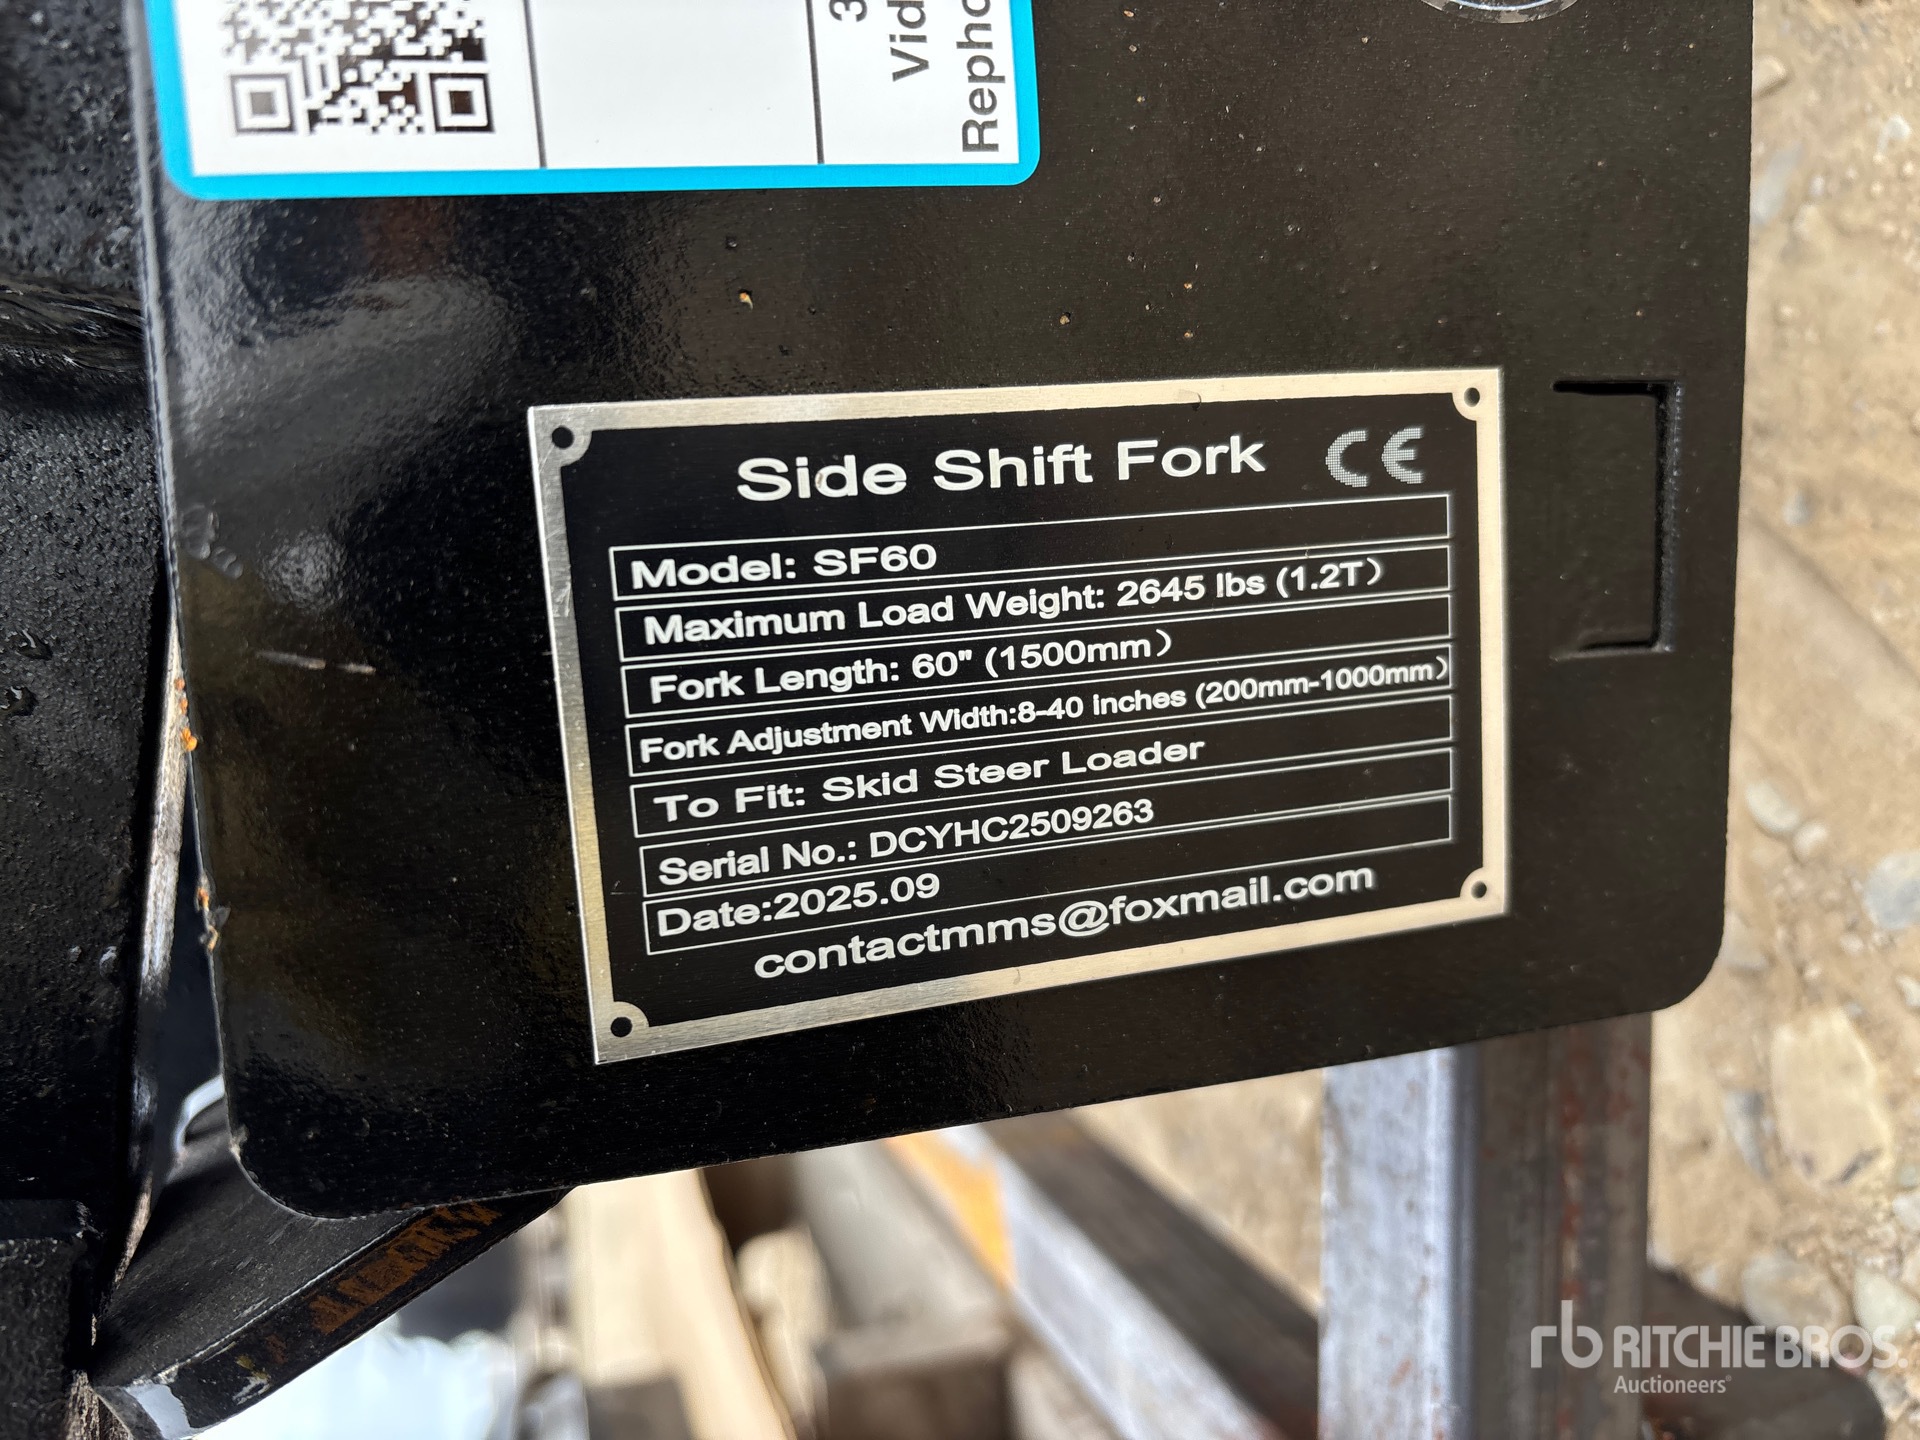 3
Vid
Repho
Side Shift Fork CE
Model: SF60
Maximum Load Weight: 2645 lbs (1.2T)
Fork Length: 60" (1500mm)
Fork Adjustment Width:8-40 Inches (200mm-1000mm)
To Fit: Skid Steer Loader
Serial No.: DCYHC2509263
Date:2025.09
contactmms@foxmail.com
rb RITCHIE BROS.
Auctioneers